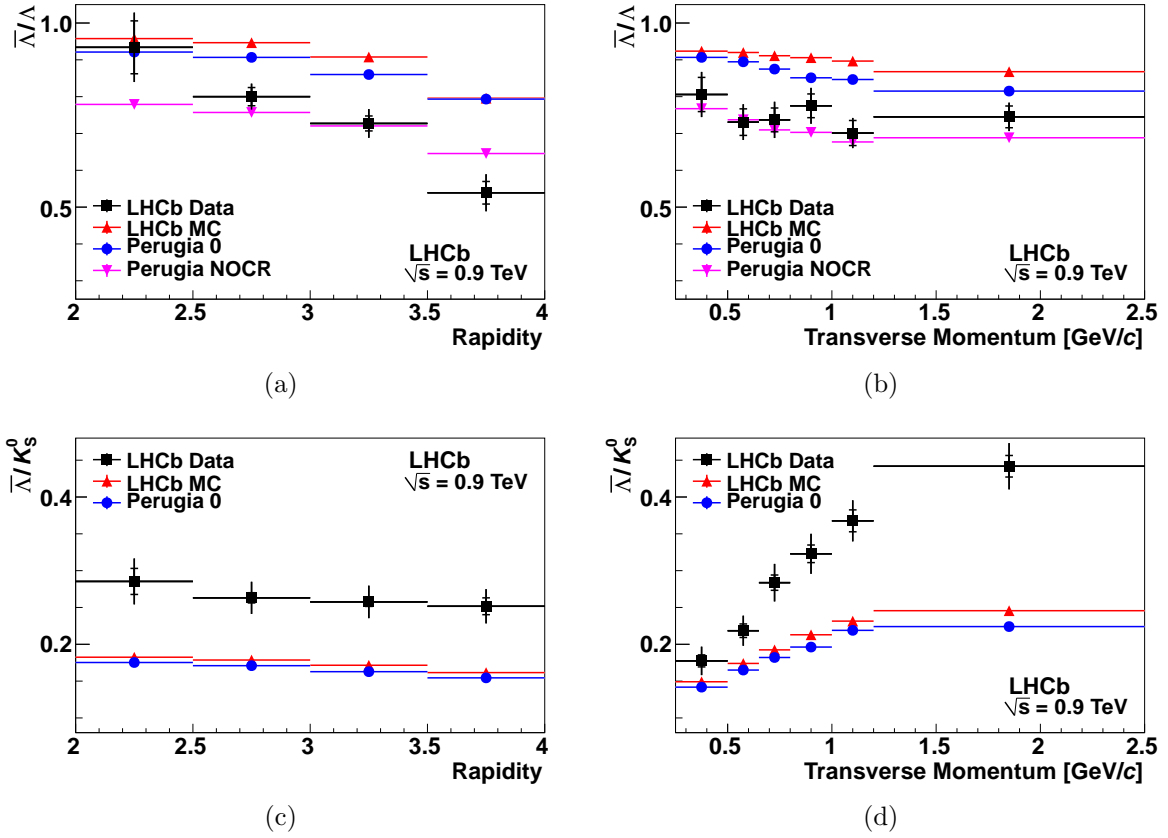 Λ̅/Λ
1.0
0.5
LHCb Data
LHCb MC
Perugia 0
Perugia NOCR
LHCb
√s = 0.9 TeV
2 2.5 3 3.5 4
Rapidity
(a)
Λ̅/Λ
1.0
0.5
LHCb Data
LHCb MC
Perugia 0
Perugia NOCR
LHCb
√s = 0.9 TeV
0.5 1 1.5 2 2.5
Transverse Momentum [GeV/c]
(b)
Λ̅/K⁰S
0.4
0.2
LHCb Data
LHCb MC
Perugia 0
LHCb
√s = 0.9 TeV
2 2.5 3 3.5 4
Rapidity
(c)
Λ̅/K⁰S
0.4
0.2
LHCb Data
LHCb MC
Perugia 0
LHCb
√s = 0.9 TeV
0.5 1 1.5 2 2.5
Transverse Momentum [GeV/c]
(d)